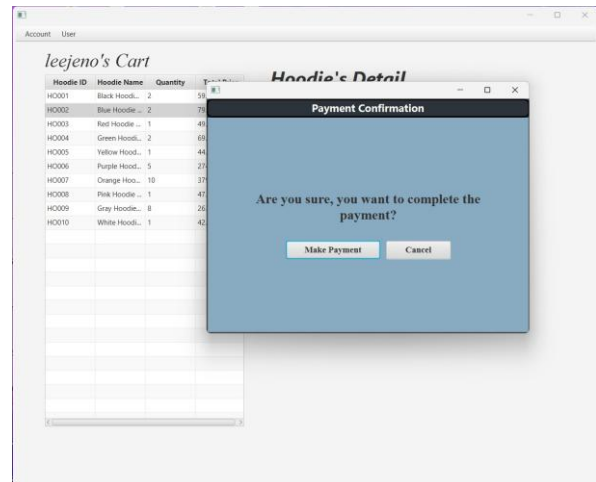 Account User
leejeno's Cart
Hoodie's Detail
Hoodie ID Hoodie Name Quantity
HO001 Black Hoodi... 2 59.
HO002 Blue Hoodie ... 2 79.
HO003 Red Hoodie ... 1 49.
HO004 Green Hoodi... 2 69.
HO005 Yellow Hood... 1 44.
HO006 Purple Hood... 5 274
HO007 Orange Hoo... 10 379
HO008 Pink Hoodie ... 1 47.
HO009 Gray Hoodie... 8 263
HO010 White Hoodi... 1 42.
Payment Confirmation
Are you sure, you want to complete the
payment?
Make Payment Cancel